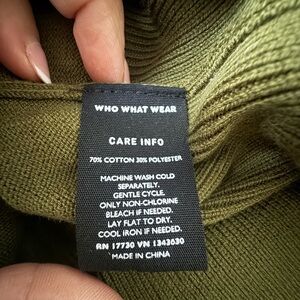 WHO WHAT WEAR
CARE INFO
70% COTTON 30% POLYESTER
MACHINE WASH COLD
SEPARATELY.
GENTLE CYCLE.
ONLY NON-CHLORINE
BLEACH IF NEEDED.
LAY FLAT TO DRY.
COOL IRON IF NEEDED.
RN 17730 VN 1343630
MADE IN CHINA